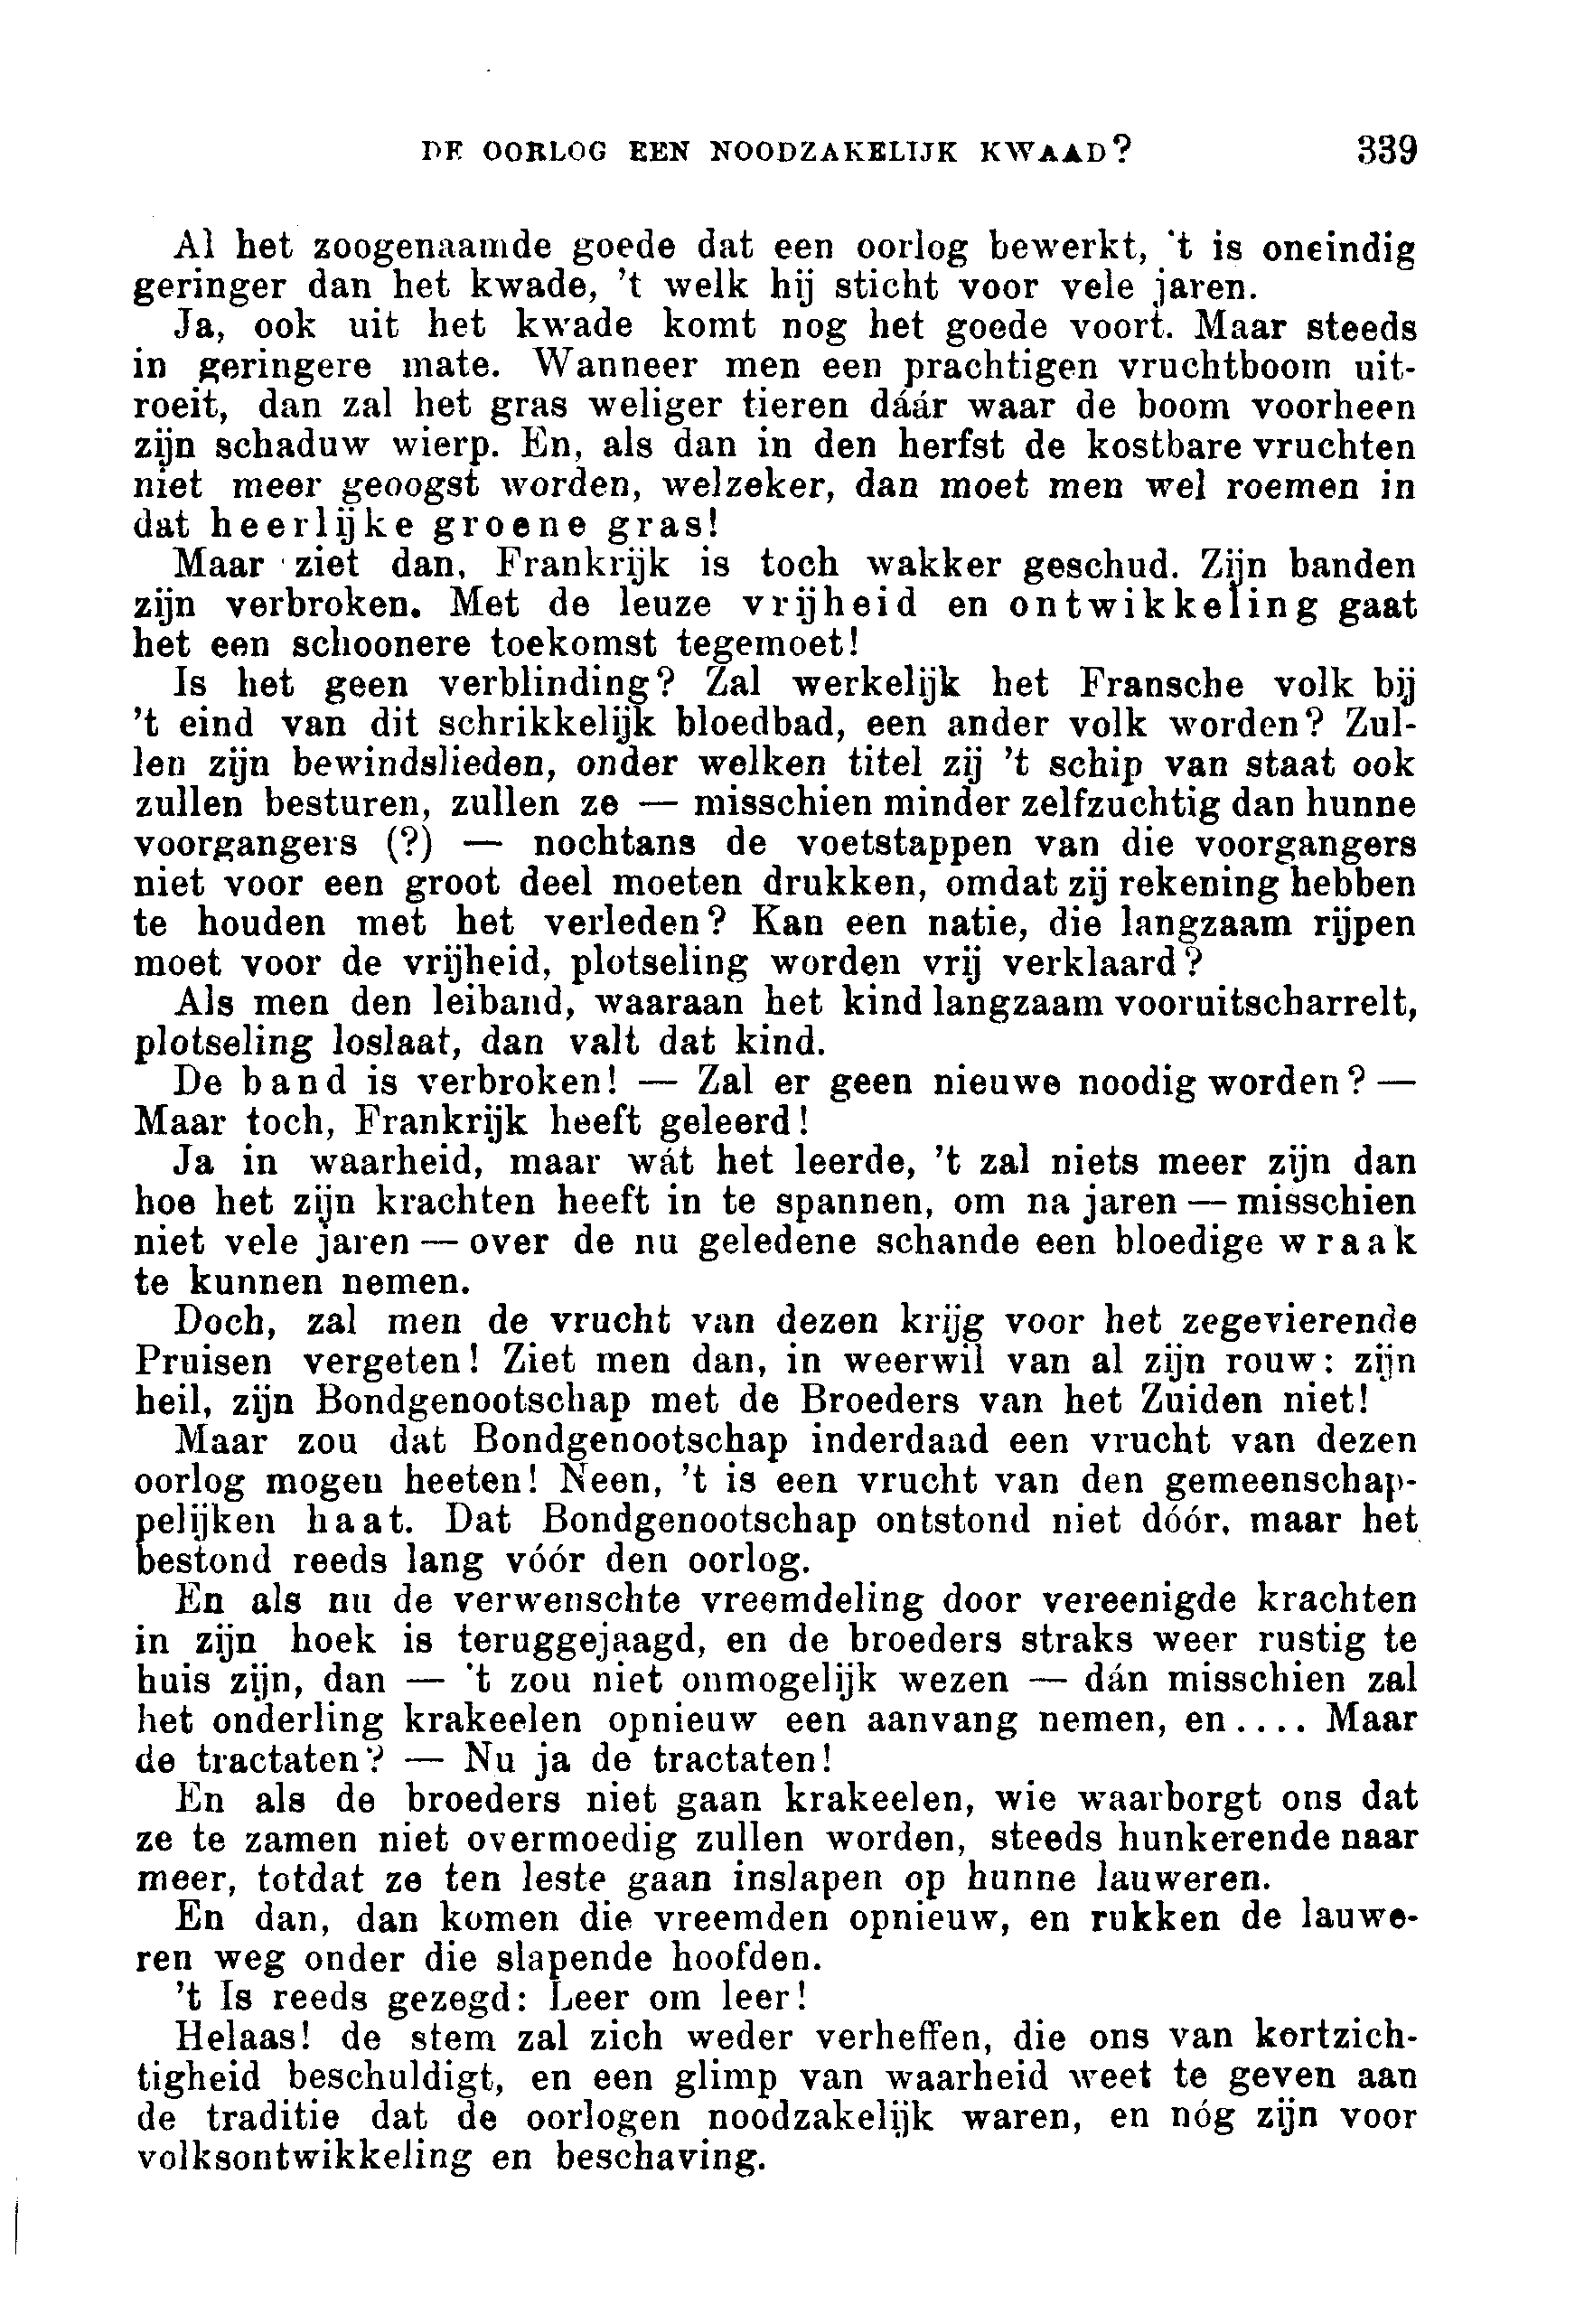 DE OORLOG EEN NOODZAKELIJK KWAAD? 339
Al het zoogenaamde goede dat een oorlog bewerkt, 't is oneindig
geringer dan het kwade, 't welk hij sticht voor vele jaren.
Ja, ook uit het kwade komt nog het goede voort. Maar steeds
in geringere mate. Wanneer men een prachtigen vruchtboom uit-
roeit, dan zal het gras weliger tieren dáár waar de boom voorheen
zijn schaduw wierp. En, als dan in den herfst de kostbare vruchten
niet meer geoogst worden, welzeker, dan moet men wel roemen in
dat heerlijke groene gras!
Maar ziet dan, Frankrijk is toch wakker geschud. Zijn banden
zijn verbroken. Met de leuze vrijheid en ontwikkeling gaat
het een schoonere toekomst tegemoet!
Is het geen verblinding? Zal werkelijk het Fransche volk bij
't eind van dit schrikkelijk bloedbad, een ander volk worden? Zul-
len zijn bewindslieden, onder welken titel zij 't schip van staat ook
zullen besturen, zullen ze — misschien minder zelfzuchtig dan hunne
voorgangers (?) — nochtans de voetstappen van die voorgangers
niet voor een groot deel moeten drukken, omdat zij rekening hebben
te houden met het verleden? Kan een natie, die langzaam rijpen
moet voor de vrijheid, plotseling worden vrij verklaard?
Als men den leiband, waaraan het kind langzaam vooruitscharrelt,
plotseling loslaat, dan valt dat kind.
De band is verbroken! — Zal er geen nieuwe noodig worden? —
Maar toch, Frankrijk heeft geleerd!
Ja in waarheid, maar wát het leerde, 't zal niets meer zijn dan
hoe het zijn krachten heeft in te spannen, om na jaren — misschien
niet vele jaren — over de nu geledene schande een bloedige wraak
te kunnen nemen.
Doch, zal men de vrucht van dezen krijg voor het zegevierende
Pruisen vergeten! Ziet men dan, in weerwil van al zijn rouw: zijn
heil, zijn Bondgenootschap met de Broeders van het Zuiden niet!
Maar zou dat Bondgenootschap inderdaad een vrucht van dezen
oorlog mogen heeten! Neen, 't is een vrucht van den gemeenschap-
pelijken haat. Dat Bondgenootschap ontstond niet dóór, maar het
bestond reeds lang vóór den oorlog.
En als nu de verwenschte vreemdeling door vereenigde krachten
in zijn hoek is teruggejaagd, en de broeders straks weer rustig te
huis zijn, dan — 't zou niet onmogelijk wezen — dán misschien zal
het onderling krakeelen opnieuw een aanvang nemen, en.... Maar
de tractaten? — Nu ja de tractaten!
En als de broeders niet gaan krakeelen, wie waarborgt ons dat
ze te zamen niet overmoedig zullen worden, steeds hunkerende naar
meer, totdat ze ten leste gaan inslapen op hunne lauweren.
En dan, dan komen die vreemden opnieuw, en rukken de lauwe-
ren weg onder die slapende hoofden.
't Is reeds gezegd: Leer om leer!
Helaas! de stem zal zich weder verheffen, die ons van kortzich-
tigheid beschuldigt, en een glimp van waarheid weet te geven aan
de traditie dat de oorlogen noodzakelijk waren, en nóg zijn voor
volksontwikkeling en beschaving.